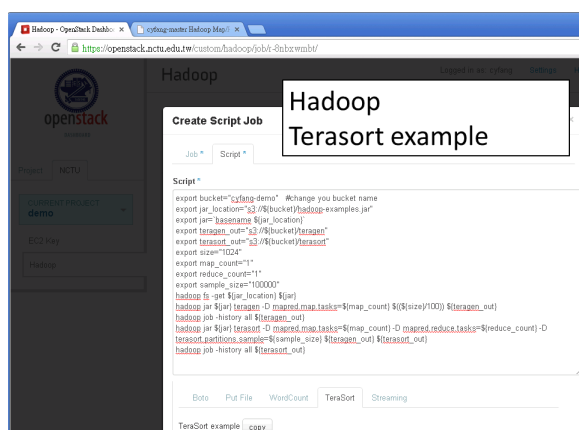 Hadoop - OpenStack Dashbo
cyfang-master Hadoop Map/
https://openstack.nctu.edu.tw/custom/hadoop/job/r-8nbxwmbt/
openstack
Hadoop
Logged in as: cyfang
Settings
Hadoop
Terasort example
Project
NCTU
CURRENT PROJECT
demo
EC2 Key
Hadoop
Create Script Job
Job *
Script *
Script *
export bucket="cyfang-demo"   #change you bucket name
export jar_location="s3://${bucket}/hadoop-examples.jar"
export jar=`basename ${jar_location}`
export teragen_out="s3://${bucket}/teragen"
export terasort_out="s3://${bucket}/terasort"
export size="1024"
export map_count="1"
export reduce_count="1"
export sample_size="100000"
hadoop fs -get ${jar_location} ${jar}
hadoop jar ${jar} teragen -D mapred.map.tasks=${map_count} $((${size}/100)) ${teragen_out}
hadoop job -history all ${teragen_out}
hadoop jar ${jar} terasort -D mapred.map.tasks=${map_count} -D mapred.reduce.tasks=${reduce_count} -D
terasort.partitions.sample=${sample_size} ${teragen_out} ${terasort_out}
hadoop job -history all ${terasort_out}
Boto
Put File
WordCount
TeraSort
Streaming
TeraSort example
copy